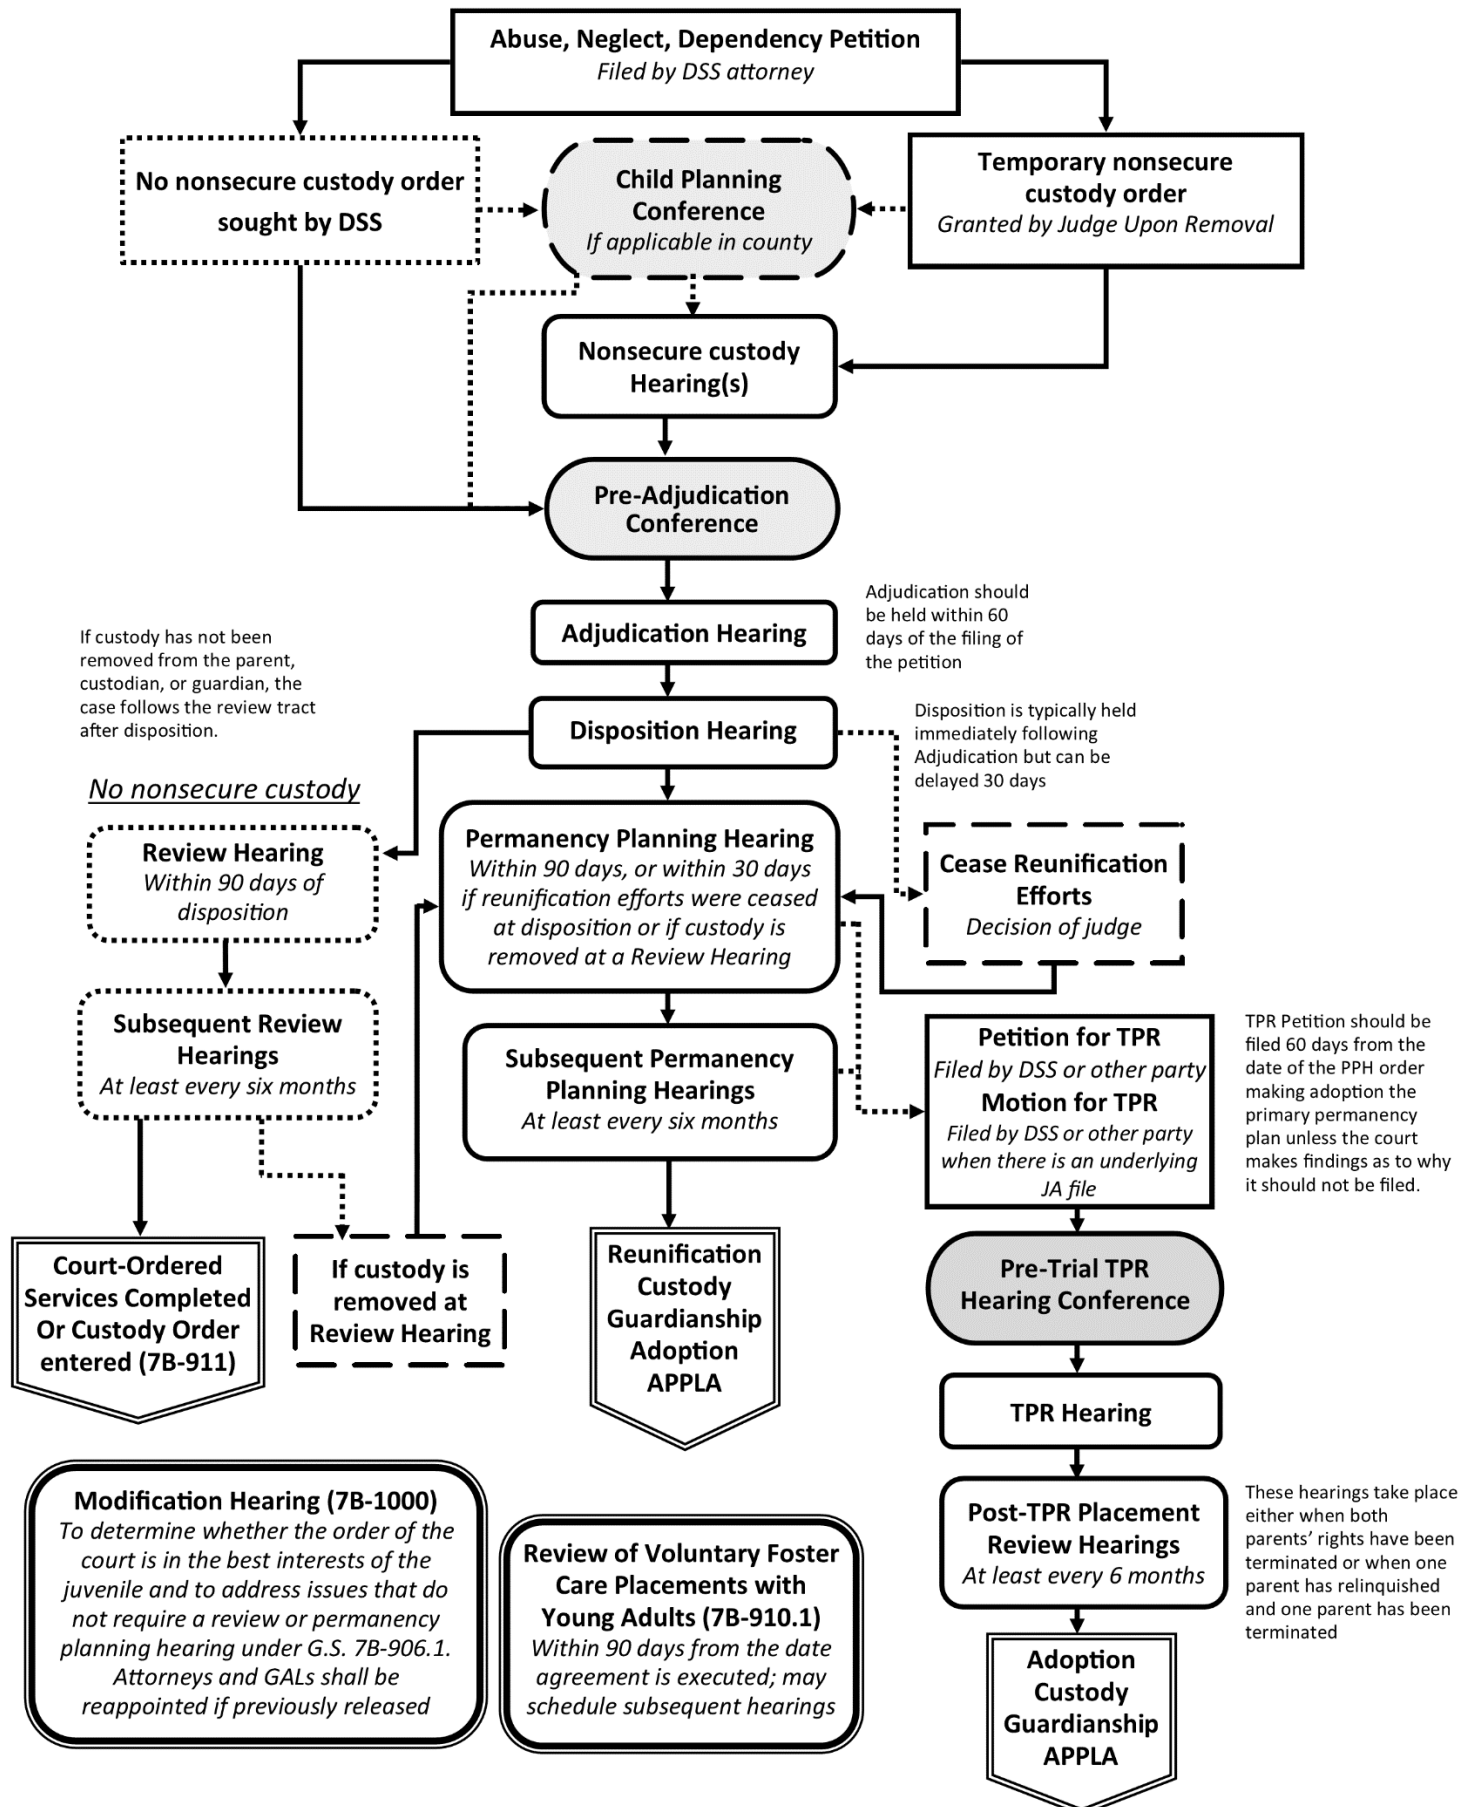 Abuse, Neglect, Dependency Petition
Filed by DSS attorney
No nonsecure custody order
sought by DSS
Child Planning
Conference
If applicable in county
Temporary nonsecure
custody order
Granted by Judge Upon Removal
Nonsecure custody
Hearing(s)
Pre-Adjudication
Conference
Adjudication Hearing
Adjudication should
be held within 60
days of the filing of
the petition
If custody has not been
removed from the parent,
custodian, or guardian, the
case follows the review tract
after disposition.
Disposition Hearing
Disposition is typically held
immediately following
Adjudication but can be
delayed 30 days
No nonsecure custody
Review Hearing
Within 90 days of
disposition
Permanency Planning Hearing
Within 90 days, or within 30 days
if reunification efforts were ceased
at disposition or if custody is
removed at a Review Hearing
Cease Reunification
Efforts
Decision of judge
Subsequent Review
Hearings
At least every six months
Subsequent Permanency
Planning Hearings
At least every six months
Petition for TPR
Filed by DSS or other party
Motion for TPR
Filed by DSS or other party
when there is an underlying
JA file
TPR Petition should be
filed 60 days from the
date of the PPH order
making adoption the
primary permanency
plan unless the court
makes findings as to why
it should not be filed.
Court-Ordered
Services Completed
Or Custody Order
entered (7B-911)
If custody is
removed at
Review Hearing
Reunification
Custody
Guardianship
Adoption
APPLA
Pre-Trial TPR
Hearing Conference
TPR Hearing
Modification Hearing (7B-1000)
To determine whether the order of the
court is in the best interests of the
juvenile and to address issues that do
not require a review or permanency
planning hearing under G.S. 7B-906.1.
Attorneys and GALs shall be
reappointed if previously released
Review of Voluntary Foster
Care Placements with
Young Adults (7B-910.1)
Within 90 days from the date
agreement is executed; may
schedule subsequent hearings
Post-TPR Placement
Review Hearings
At least every 6 months
These hearings take place
either when both
parents’ rights have been
terminated or when one
parent has relinquished
and one parent has been
terminated
Adoption
Custody
Guardianship
APPLA